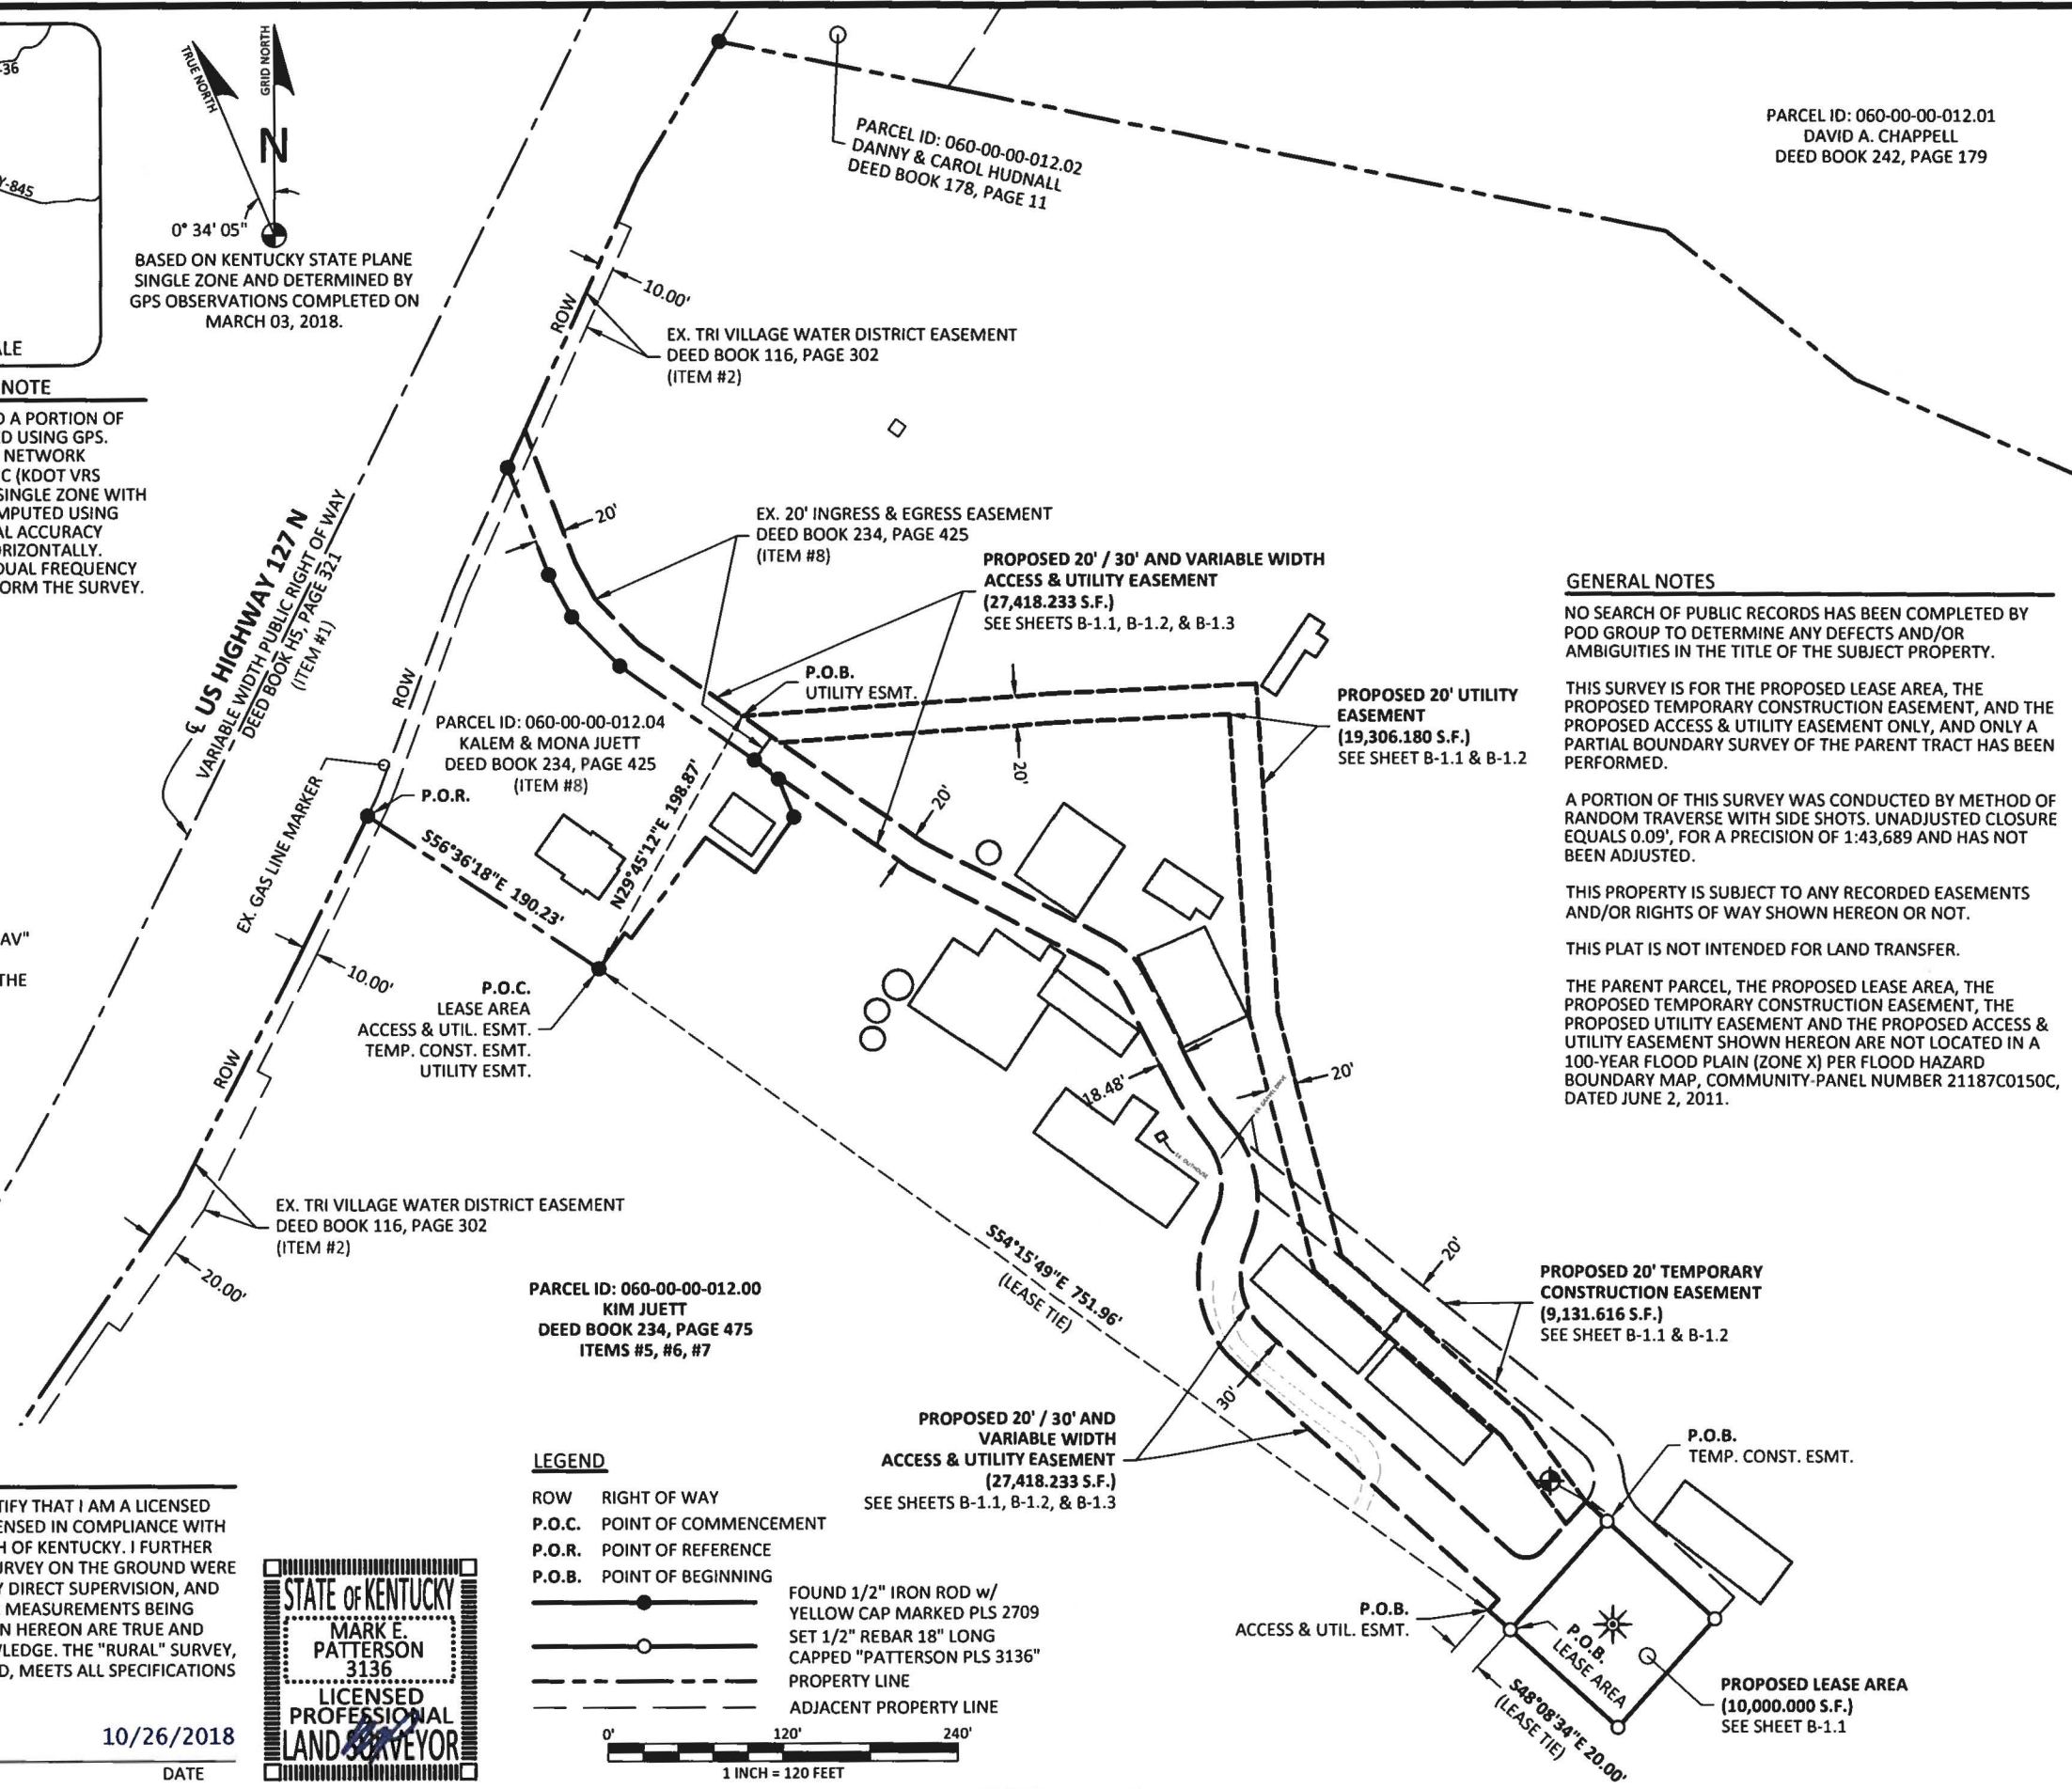 -36
Y-845
ALE
TRUE NORTH
GRID NORTH
N
0° 34' 05"
BASED ON KENTUCKY STATE PLANE
SINGLE ZONE AND DETERMINED BY
GPS OBSERVATIONS COMPLETED ON
MARCH 03, 2018.
NOTE
D A PORTION OF
ED USING GPS.
NETWORK
C (KDOT VRS
SINGLE ZONE WITH
MPUTED USING
AL ACCURACY
ORIZONTALLY.
DUAL FREQUENCY
FORM THE SURVEY.
AV"
THE
PARCEL ID: 060-00-00-012.02
DANNY & CAROL HUDNALL
DEED BOOK 178, PAGE 11
PARCEL ID: 060-00-00-012.01
DAVID A. CHAPPELL
DEED BOOK 242, PAGE 179
ROW
10.00'
EX. TRI VILLAGE WATER DISTRICT EASEMENT
DEED BOOK 116, PAGE 302
(ITEM #2)
20'
EX. 20' INGRESS & EGRESS EASEMENT
DEED BOOK 234, PAGE 425
(ITEM #8)
PROPOSED 20' / 30' AND VARIABLE WIDTH
ACCESS & UTILITY EASEMENT
(27,418.233 S.F.)
SEE SHEETS B-1.1, B-1.2, & B-1.3
℄ US HIGHWAY 127 N
VARIABLE WIDTH PUBLIC RIGHT OF WAY
DEED BOOK H5, PAGE 321
(ITEM #1)
ROW
P.O.B.
UTILITY ESMT.
PARCEL ID: 060-00-00-012.04
KALEM & MONA JUETT
DEED BOOK 234, PAGE 425
(ITEM #8)
PROPOSED 20' UTILITY
EASEMENT
(19,306.180 S.F.)
SEE SHEET B-1.1 & B-1.2
20'
20'
P.O.R.
EX. GAS LINE MARKER
S56°36'18"E 190.23'
N29°45'12"E 198.87'
10.00'
P.O.C.
LEASE AREA
ACCESS & UTIL. ESMT.
TEMP. CONST. ESMT.
UTILITY ESMT.
ROW
18.48'
20'
EX. GRAVEL DRIVE
EX. OUTHOUSE
GENERAL NOTES
NO SEARCH OF PUBLIC RECORDS HAS BEEN COMPLETED BY
POD GROUP TO DETERMINE ANY DEFECTS AND/OR
AMBIGUITIES IN THE TITLE OF THE SUBJECT PROPERTY.
THIS SURVEY IS FOR THE PROPOSED LEASE AREA, THE
PROPOSED TEMPORARY CONSTRUCTION EASEMENT, AND THE
PROPOSED ACCESS & UTILITY EASEMENT ONLY, AND ONLY A
PARTIAL BOUNDARY SURVEY OF THE PARENT TRACT HAS BEEN
PERFORMED.
A PORTION OF THIS SURVEY WAS CONDUCTED BY METHOD OF
RANDOM TRAVERSE WITH SIDE SHOTS. UNADJUSTED CLOSURE
EQUALS 0.09', FOR A PRECISION OF 1:43,689 AND HAS NOT
BEEN ADJUSTED.
THIS PROPERTY IS SUBJECT TO ANY RECORDED EASEMENTS
AND/OR RIGHTS OF WAY SHOWN HEREON OR NOT.
THIS PLAT IS NOT INTENDED FOR LAND TRANSFER.
THE PARENT PARCEL, THE PROPOSED LEASE AREA, THE
PROPOSED TEMPORARY CONSTRUCTION EASEMENT, THE
PROPOSED UTILITY EASEMENT AND THE PROPOSED ACCESS &
UTILITY EASEMENT SHOWN HEREON ARE NOT LOCATED IN A
100-YEAR FLOOD PLAIN (ZONE X) PER FLOOD HAZARD
BOUNDARY MAP, COMMUNITY-PANEL NUMBER 21187C0150C,
DATED JUNE 2, 2011.
EX. TRI VILLAGE WATER DISTRICT EASEMENT
DEED BOOK 116, PAGE 302
(ITEM #2)
20.00'
PARCEL ID: 060-00-00-012.00
KIM JUETT
DEED BOOK 234, PAGE 475
ITEMS #5, #6, #7
S54°15'49"E 751.96'
(LEASE TIE)
20'
PROPOSED 20' TEMPORARY
CONSTRUCTION EASEMENT
(9,131.616 S.F.)
SEE SHEET B-1.1 & B-1.2
30'
PROPOSED 20' / 30' AND
VARIABLE WIDTH
ACCESS & UTILITY EASEMENT
(27,418.233 S.F.)
SEE SHEETS B-1.1, B-1.2, & B-1.3
P.O.B.
TEMP. CONST. ESMT.
P.O.B.
ACCESS & UTIL. ESMT.
P.O.B.
LEASE AREA
S48°08'34"E 20.00'
(LEASE TIE)
PROPOSED LEASE AREA
(10,000.000 S.F.)
SEE SHEET B-1.1
TIFY THAT I AM A LICENSED
ENSED IN COMPLIANCE WITH
H OF KENTUCKY. I FURTHER
URVEY ON THE GROUND WERE
Y DIRECT SUPERVISION, AND
MEASUREMENTS BEING
N HEREON ARE TRUE AND
LEDGE. THE "RURAL" SURVEY,
D, MEETS ALL SPECIFICATIONS
10/26/2018
DATE
STATE OF KENTUCKY
MARK E.
PATTERSON
3136
LICENSED
PROFESSIONAL
LAND SURVEYOR
LEGEND
ROW RIGHT OF WAY
P.O.C. POINT OF COMMENCEMENT
P.O.R. POINT OF REFERENCE
P.O.B. POINT OF BEGINNING
FOUND 1/2" IRON ROD w/
YELLOW CAP MARKED PLS 2709
SET 1/2" REBAR 18" LONG
CAPPED "PATTERSON PLS 3136"
PROPERTY LINE
ADJACENT PROPERTY LINE
0' 120' 240'
1 INCH = 120 FEET